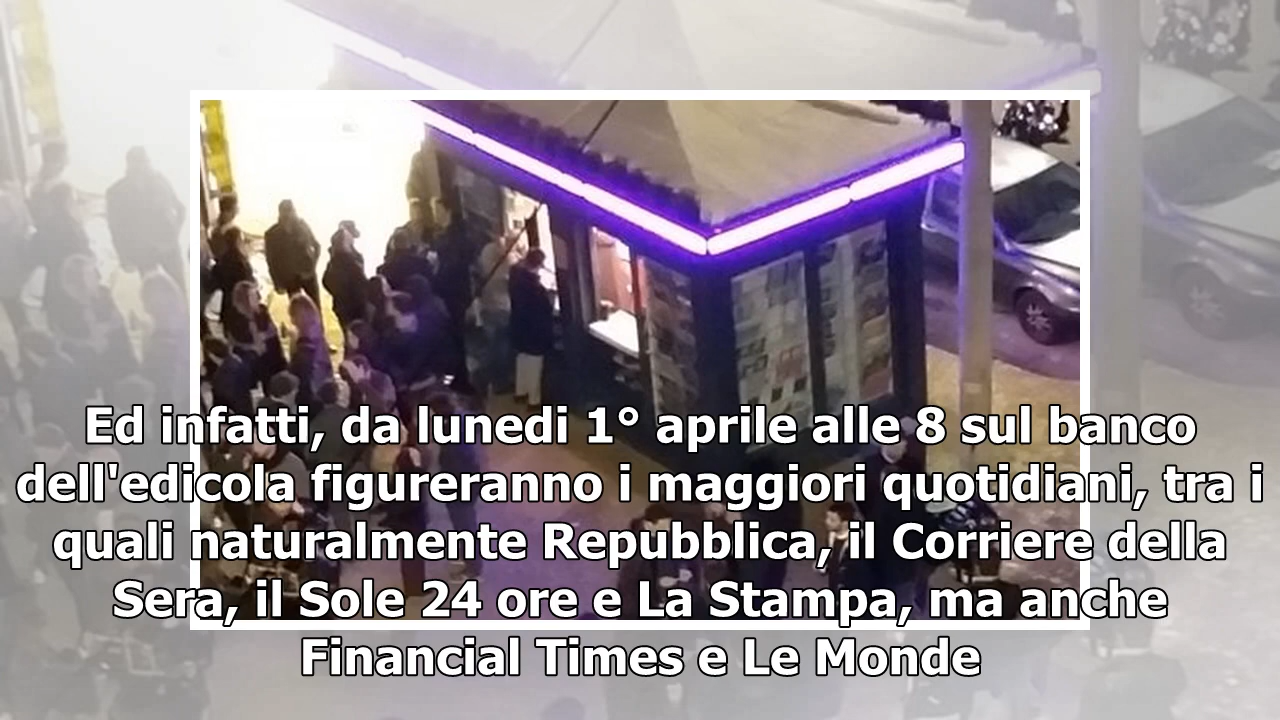 Ed infatti, da lunedi 1° aprile alle 8 sul banco
dell'edicola figureranno i maggiori quotidiani, tra i
quali naturalmente Repubblica, il Corriere della
Sera, il Sole 24 ore e La Stampa, ma anche
Financial Times e Le Monde